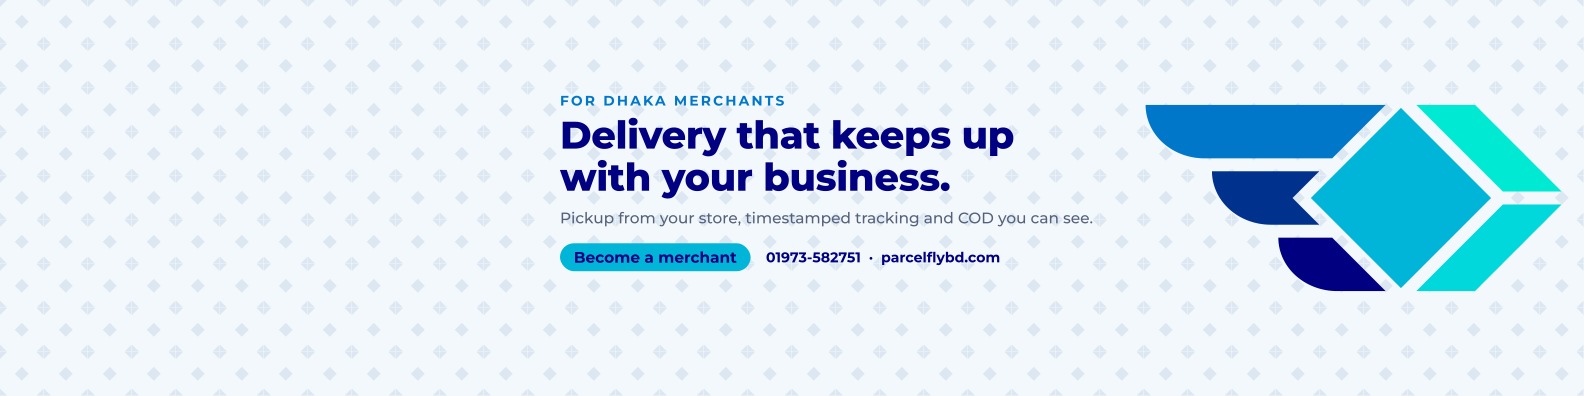 FOR DHAKA MERCHANTS
Delivery that keeps up
with your business.
Pickup from your store, timestamped tracking and COD you can see.
Become a merchant 01973-582751 · parcelflybd.com